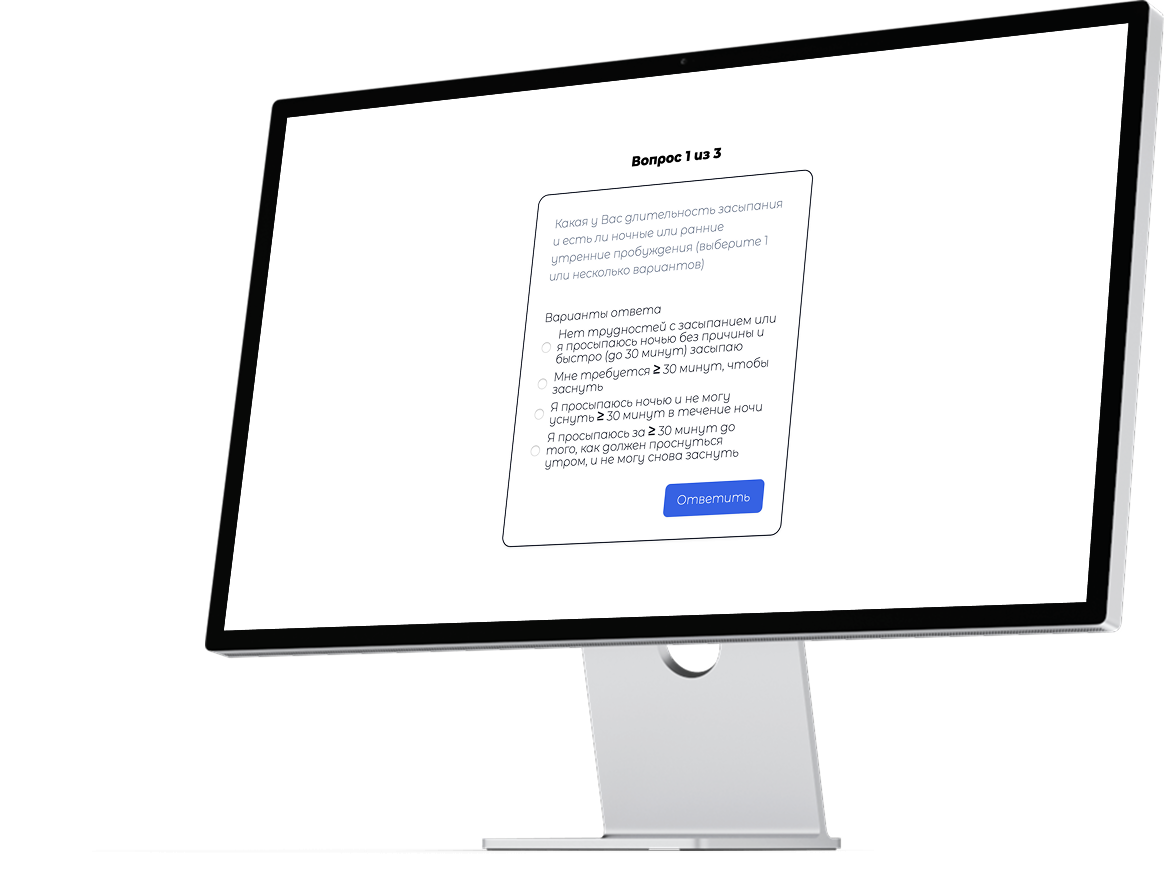 Вопрос 1 из 3
Какая у Вас длительность засыпания
и есть ли ночные или ранние
утренние пробуждения (выберите 1
или несколько вариантов)
Варианты ответа
Нет трудностей с засыпанием или
я просыпаюсь ночью без причины и
быстро (до 30 минут) засыпаю
Мне требуется ≥ 30 минут, чтобы
заснуть
Я просыпаюсь ночью и не могу
уснуть ≥ 30 минут в течение ночи
Я просыпаюсь за ≥ 30 минут до
того, как должен проснуться
утром, и не могу снова заснуть
Ответить